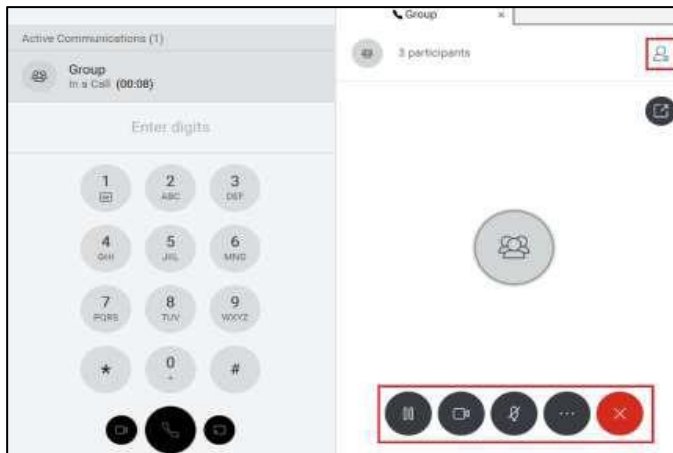 Active Communications (1)
Group
In a Call (00:08)
Enter digits
1
2
ABC
3
DEF
4
GHI
5
JKL
6
MNO
7
PQRS
8
TUV
9
WXYZ
*
0
+
#
Group ×
3 participants